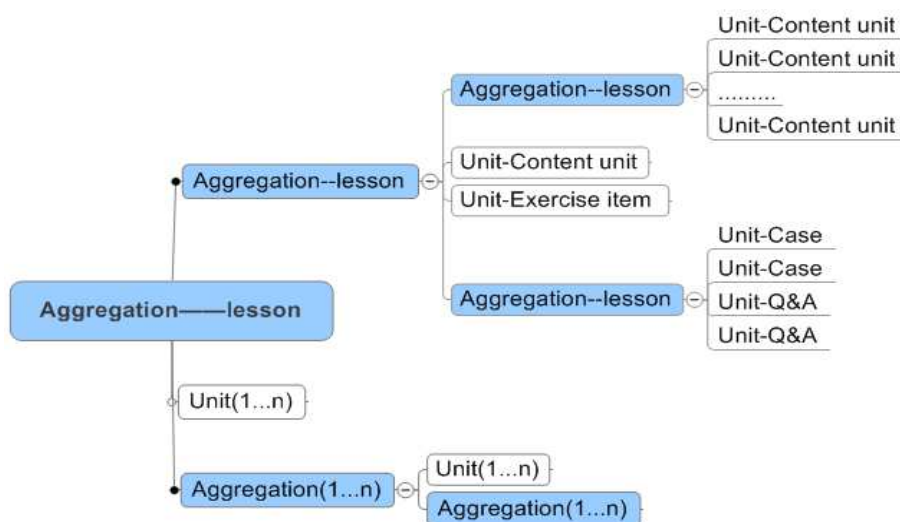 Aggregation——lesson
Aggregation--lesson
Aggregation--lesson
Unit-Content unit
Unit-Content unit
.........
Unit-Content unit
Unit-Content unit
Unit-Exercise item
Aggregation--lesson
Unit-Case
Unit-Case
Unit-Q&A
Unit-Q&A
Unit(1...n)
Aggregation(1...n)
Unit(1...n)
Aggregation(1...n)